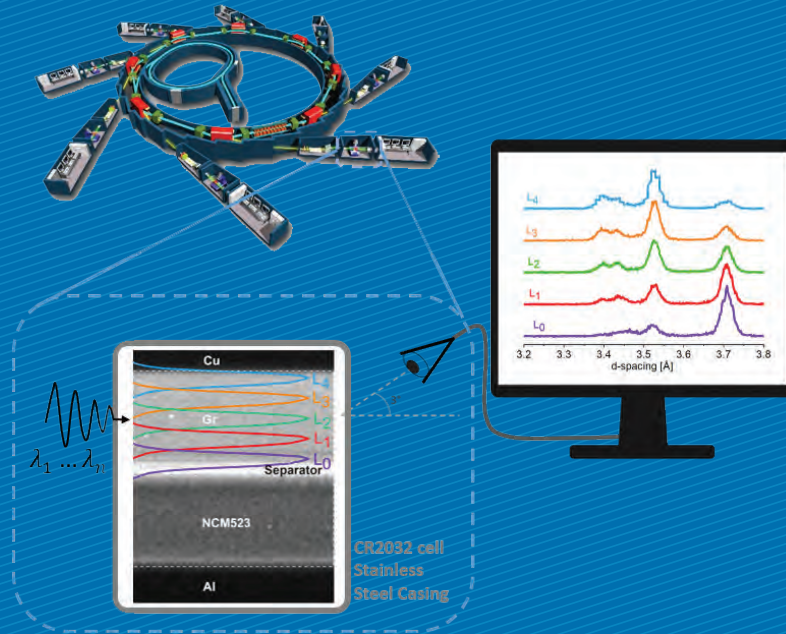 L4
L3
L2
L1
L0
3.2 3.3 3.4 3.5 3.6 3.7 3.8
d-spacing [Å]
Cu
L4
L3
Gr
L2
L1
L0
Separator
λ1 ... λn
NCM523
Al
CR2032 cell
Stainless
Steel Casing